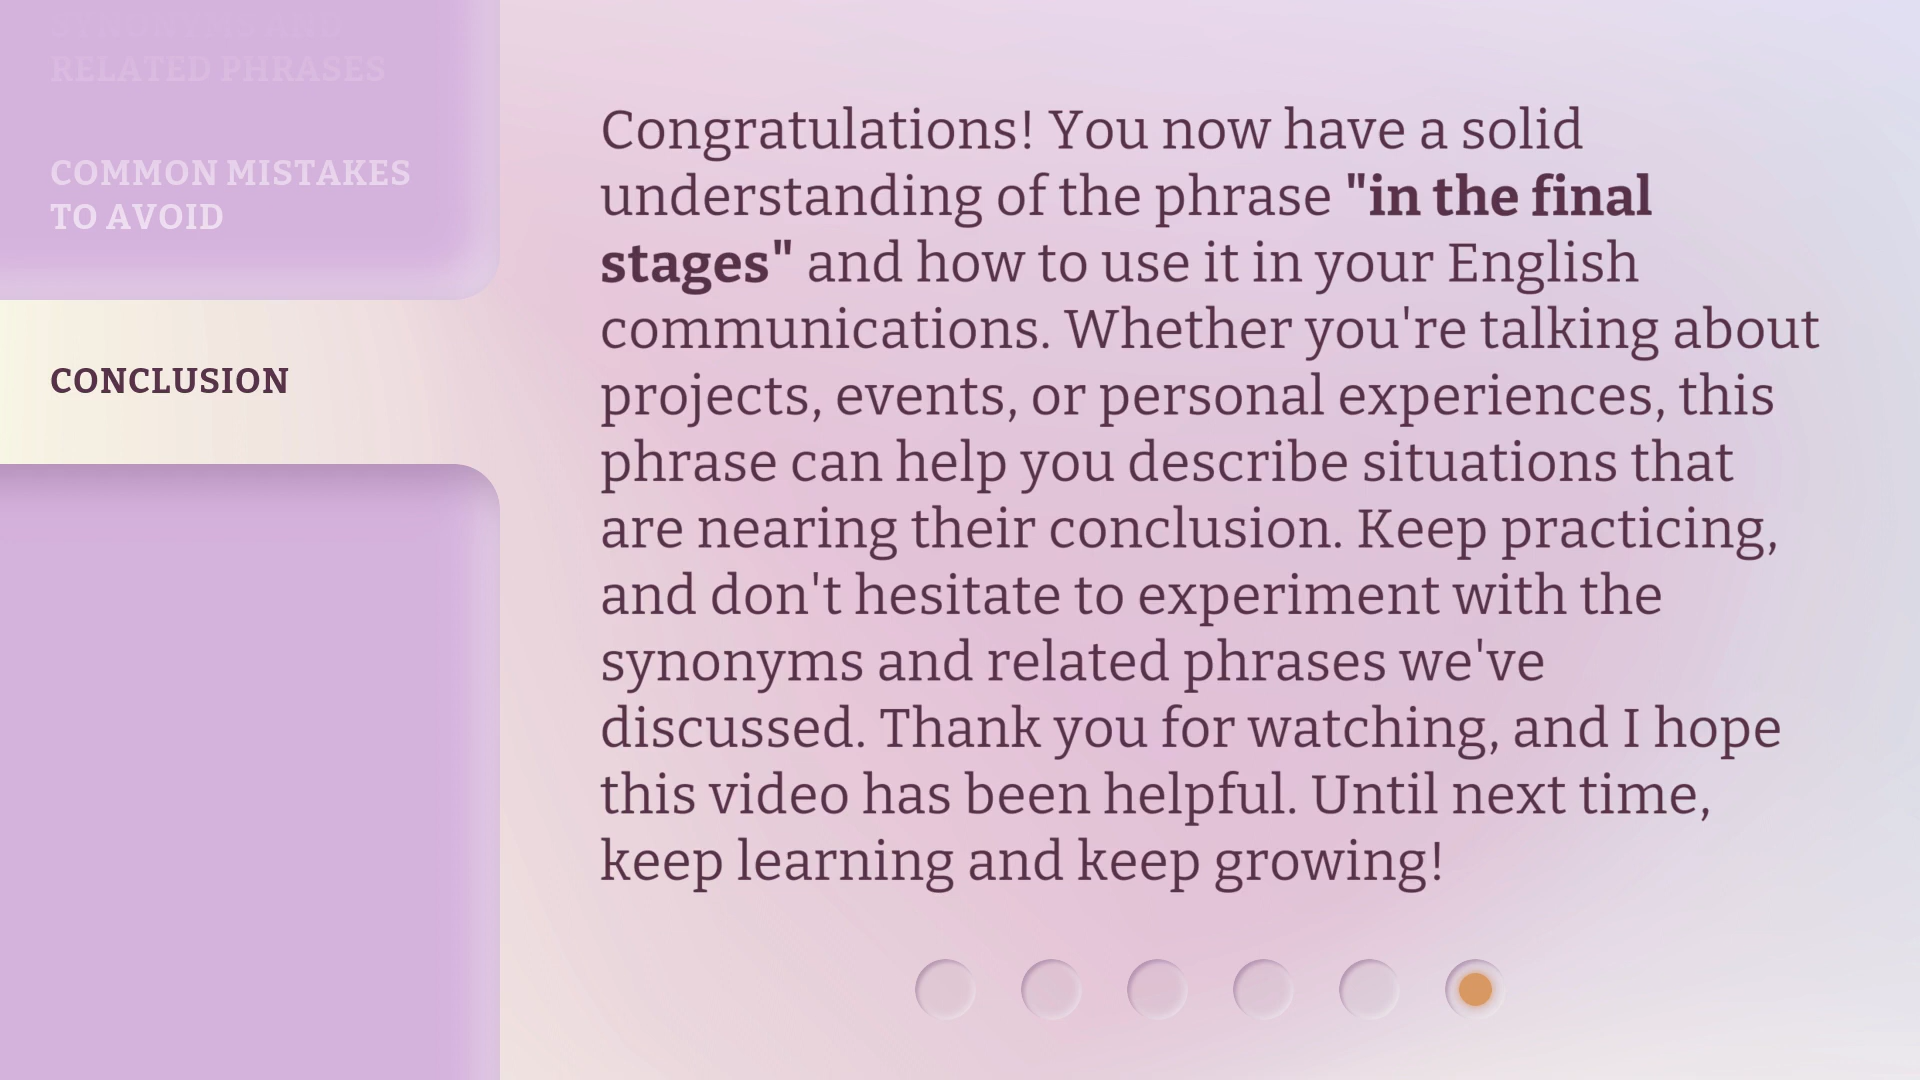 SYNONYMS AND
RELATED PHRASES
COMMON MISTAKES
TO AVOID
CONCLUSION
Congratulations! You now have a solid
understanding of the phrase "in the final
stages" and how to use it in your English
communications. Whether you're talking about
projects, events, or personal experiences, this
phrase can help you describe situations that
are nearing their conclusion. Keep practicing,
and don't hesitate to experiment with the
synonyms and related phrases we've
discussed. Thank you for watching, and I hope
this video has been helpful. Until next time,
keep learning and keep growing!